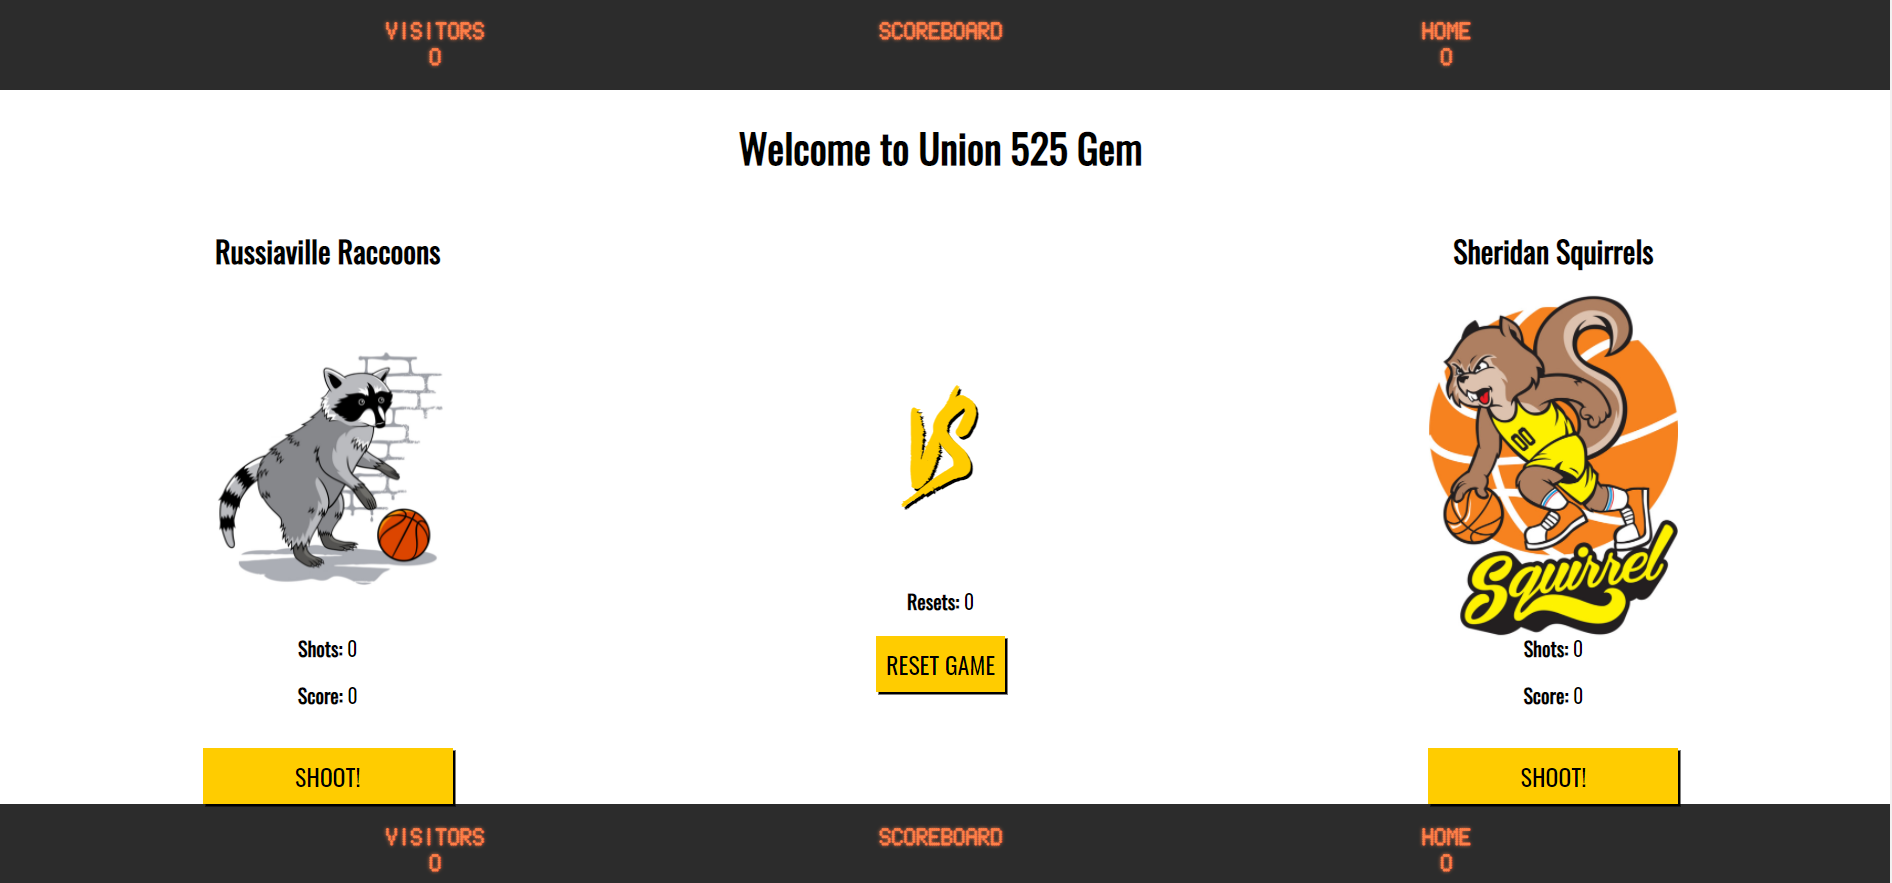 VISITORS
0
SCOREBOARD
HOME
0
Welcome to Union 525 Gem
Russiaville Raccoons
Shots: 0
Score: 0
SHOOT!
VS
Resets: 0
RESET GAME
Sheridan Squirrels
00
Squirrel
Shots: 0
Score: 0
SHOOT!
VISITORS
0
SCOREBOARD
HOME
0